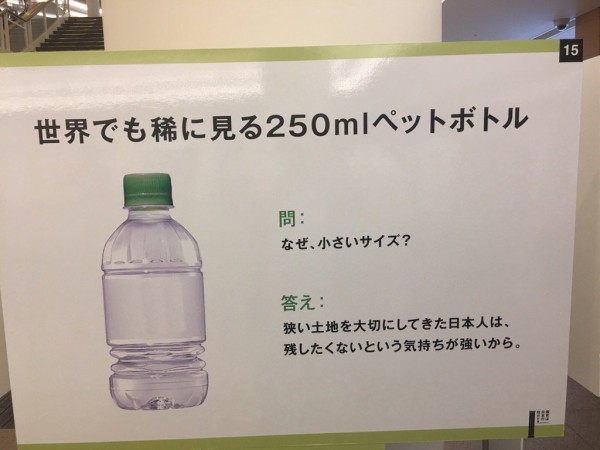 15
世界でも稀に見る250mlペットボトル
問：
なぜ、小さいサイズ？
答え：
狭い土地を大切にしてきた日本人は、
残したくないという気持ちが強いから。